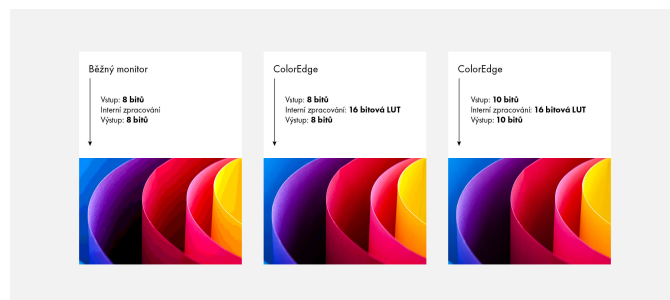 Běžný monitor
Vstup: 8 bitů
Interní zpracování
Výstup: 8 bitů
ColorEdge
Vstup: 8 bitů
Interní zpracování: 16 bitová LUT
Výstup: 8 bitů
ColorEdge
Vstup: 10 bitů
Interní zpracování: 16 bitová LUT
Výstup: 10 bitů